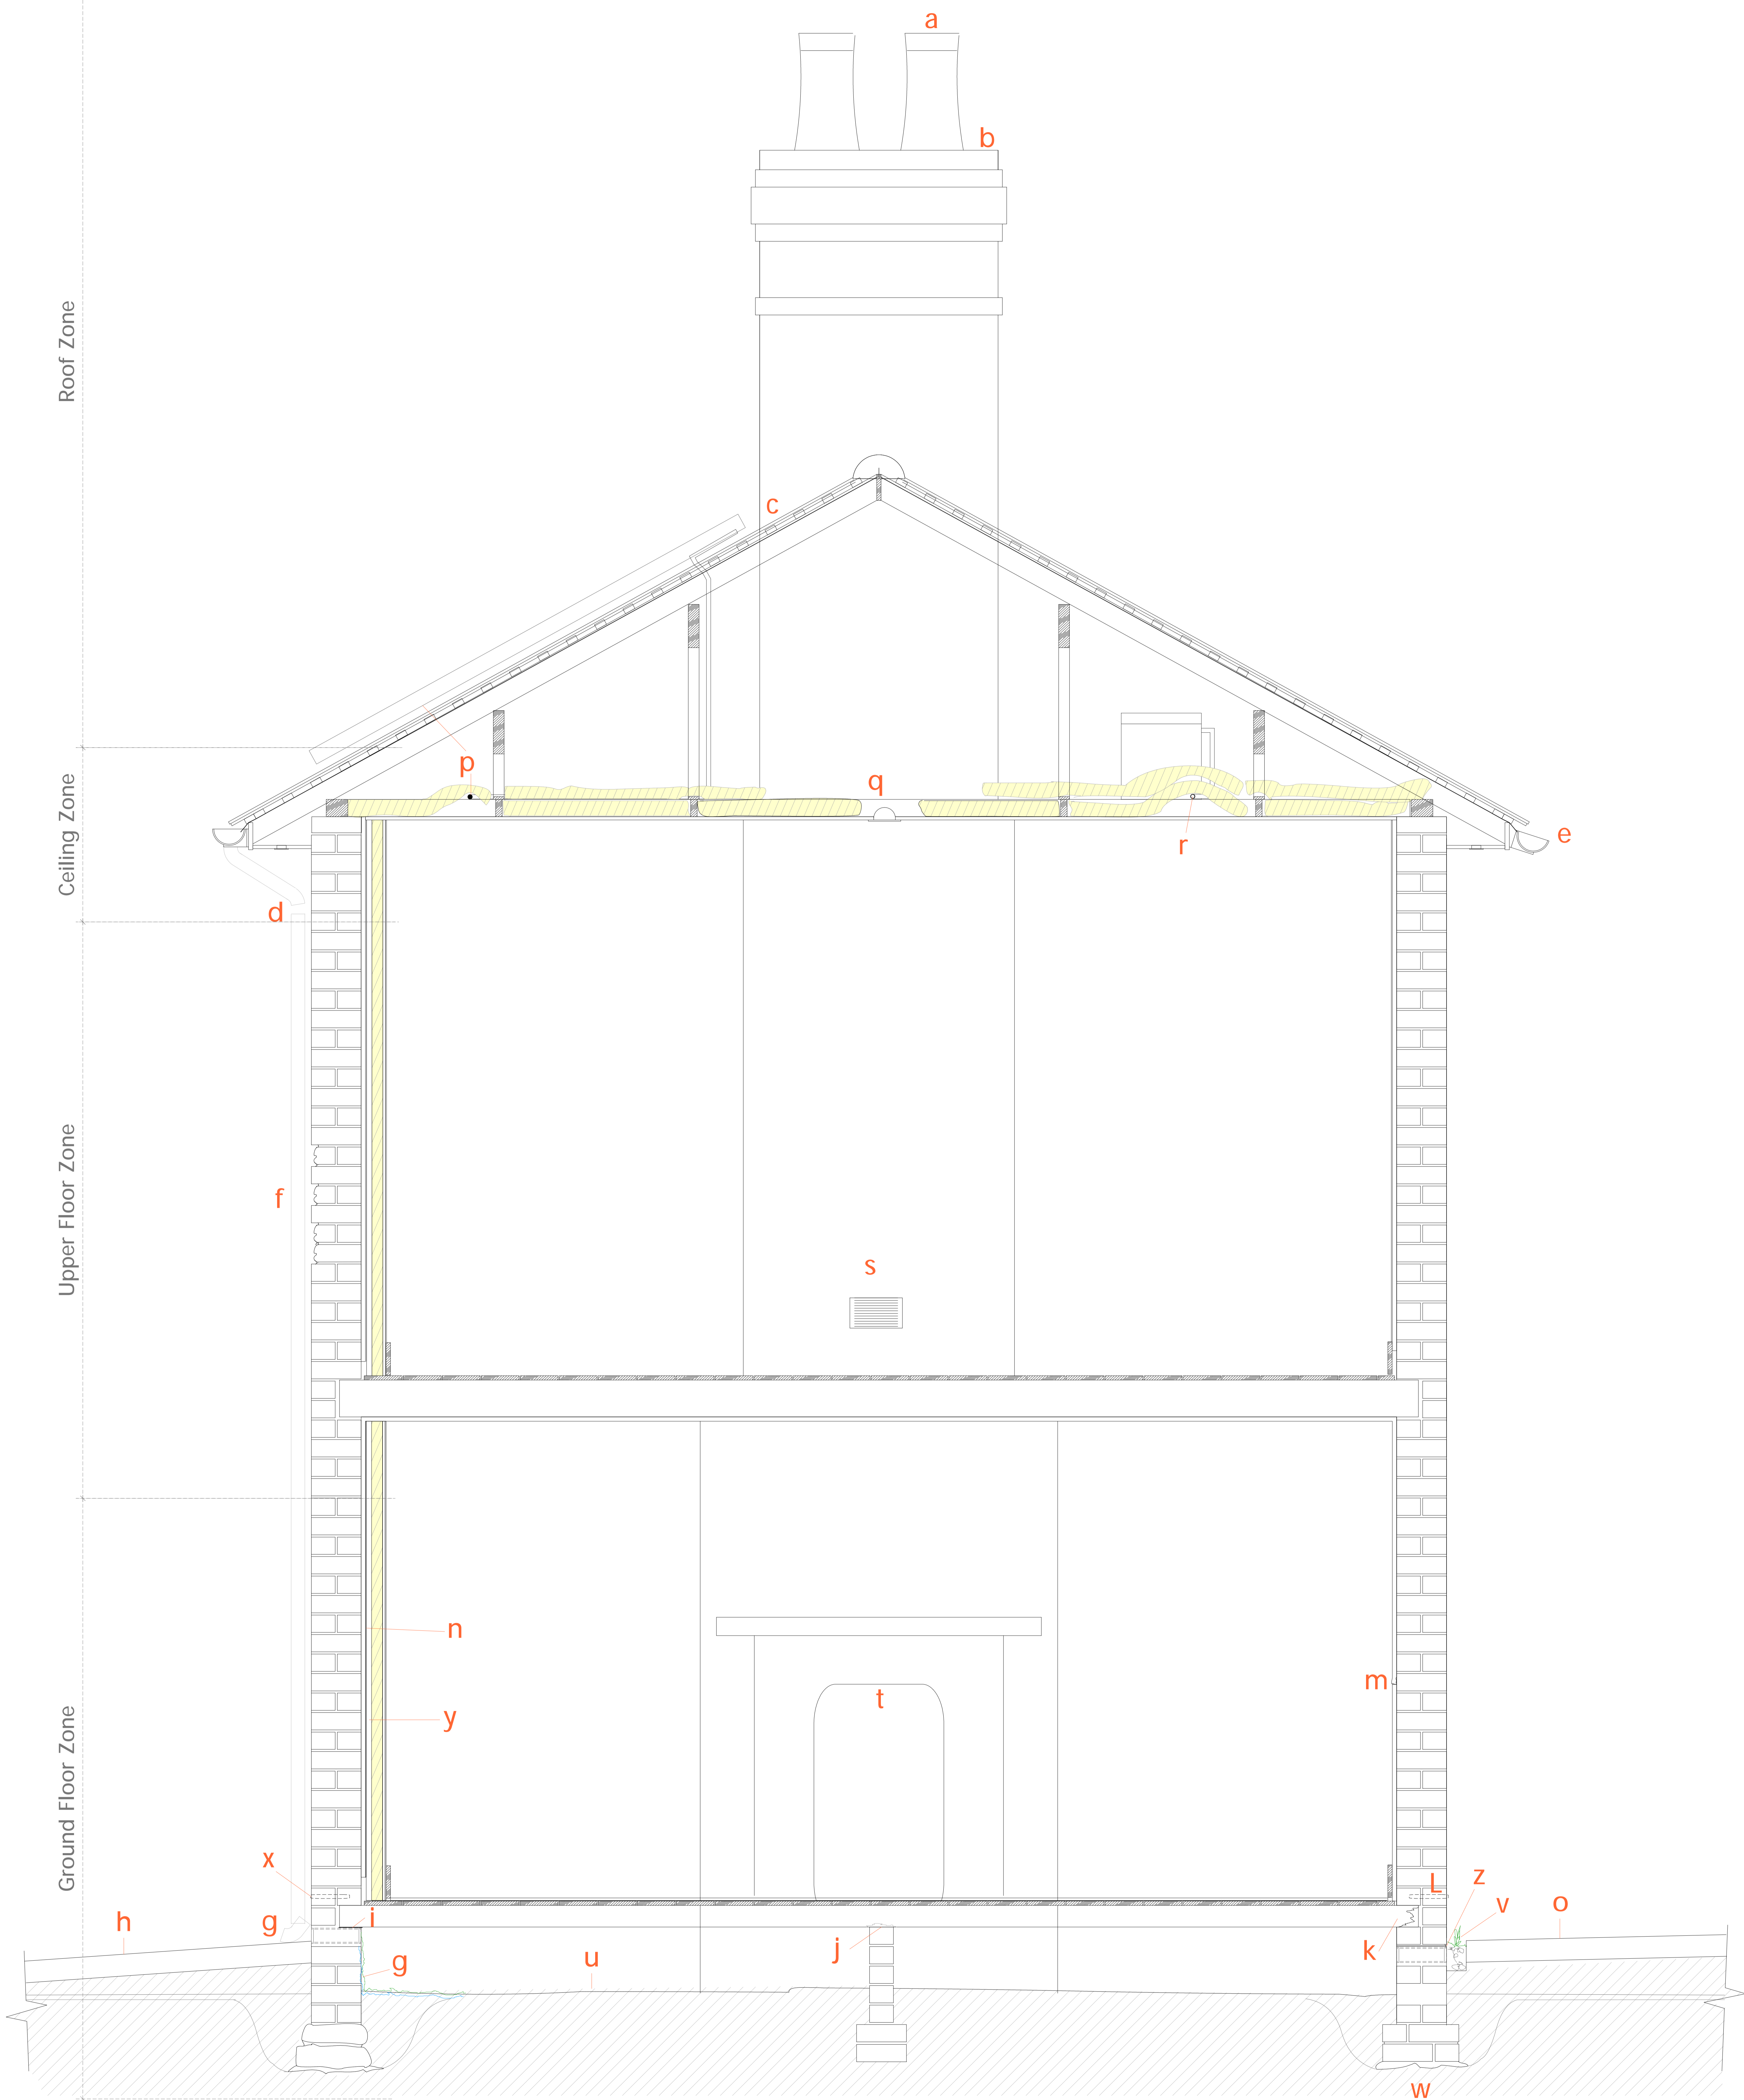 a
b
Roof Zone
c
p
q
Ceiling Zone
e
r
d
Upper Floor Zone
f
s
n
m
t
y
Ground Floor Zone
x
L
z
v
o
h
g
i
j
k
g
u
w